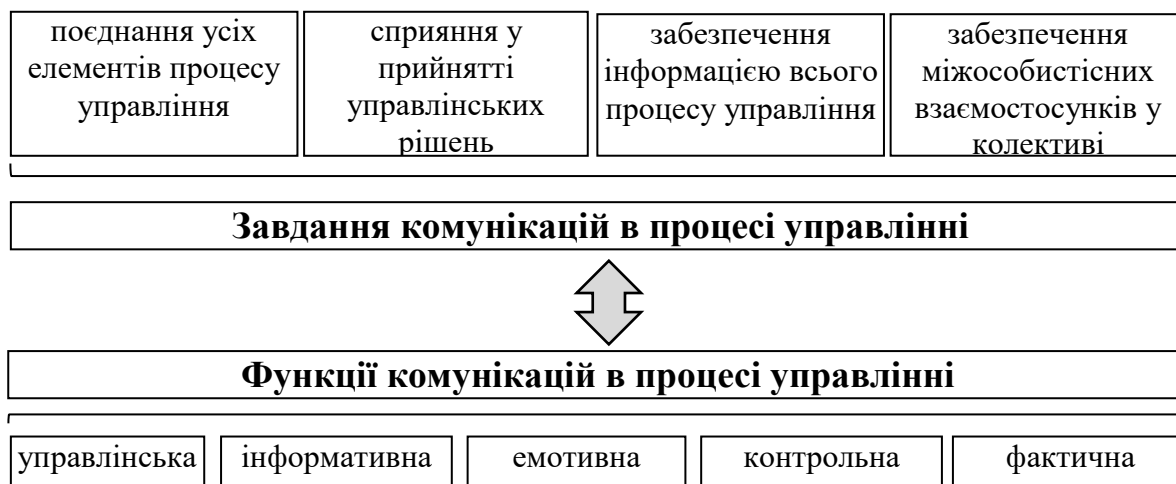 поєднання усіх
елементів процесу
управління
сприяння у
прийнятті
управлінських
рішень
забезпечення
інформацією всього
процесу управління
забезпечення
міжособистісних
взаємостосунків у
колективі
Завдання комунікацій в процесі управлінні
Функції комунікацій в процесі управлінні
управлінська
інформативна
емотивна
контрольна
фактична